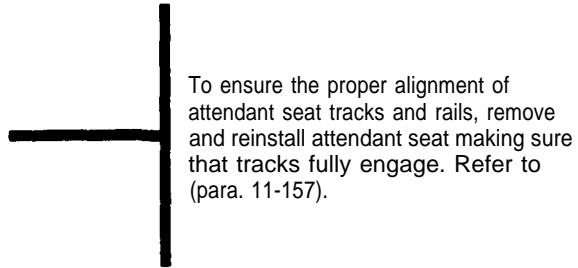 To ensure the proper alignment of
attendant seat tracks and rails, remove
and reinstall attendant seat making sure
that tracks fully engage. Refer to
(para. 11-157).